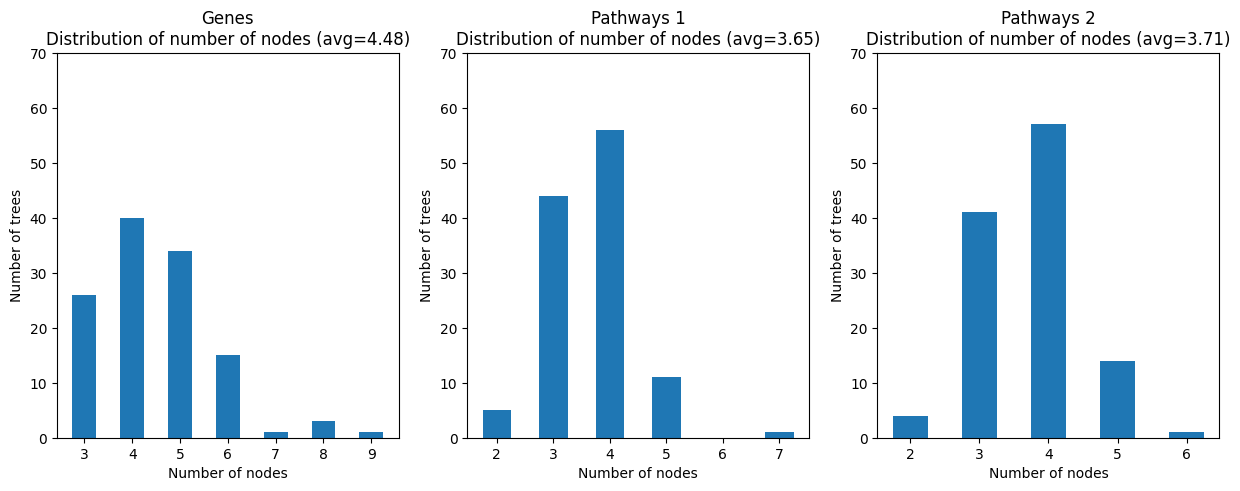 Genes
Distribution of number of nodes (avg=4.48)
70
60
50
40
30
20
10
0
Number of trees
3 4 5 6 7 8 9
Number of nodes
Pathways 1
Distribution of number of nodes (avg=3.65)
70
60
50
40
30
20
10
0
Number of trees
2 3 4 5 6 7
Number of nodes
Pathways 2
Distribution of number of nodes (avg=3.71)
70
60
50
40
30
20
10
0
Number of trees
2 3 4 5 6
Number of nodes